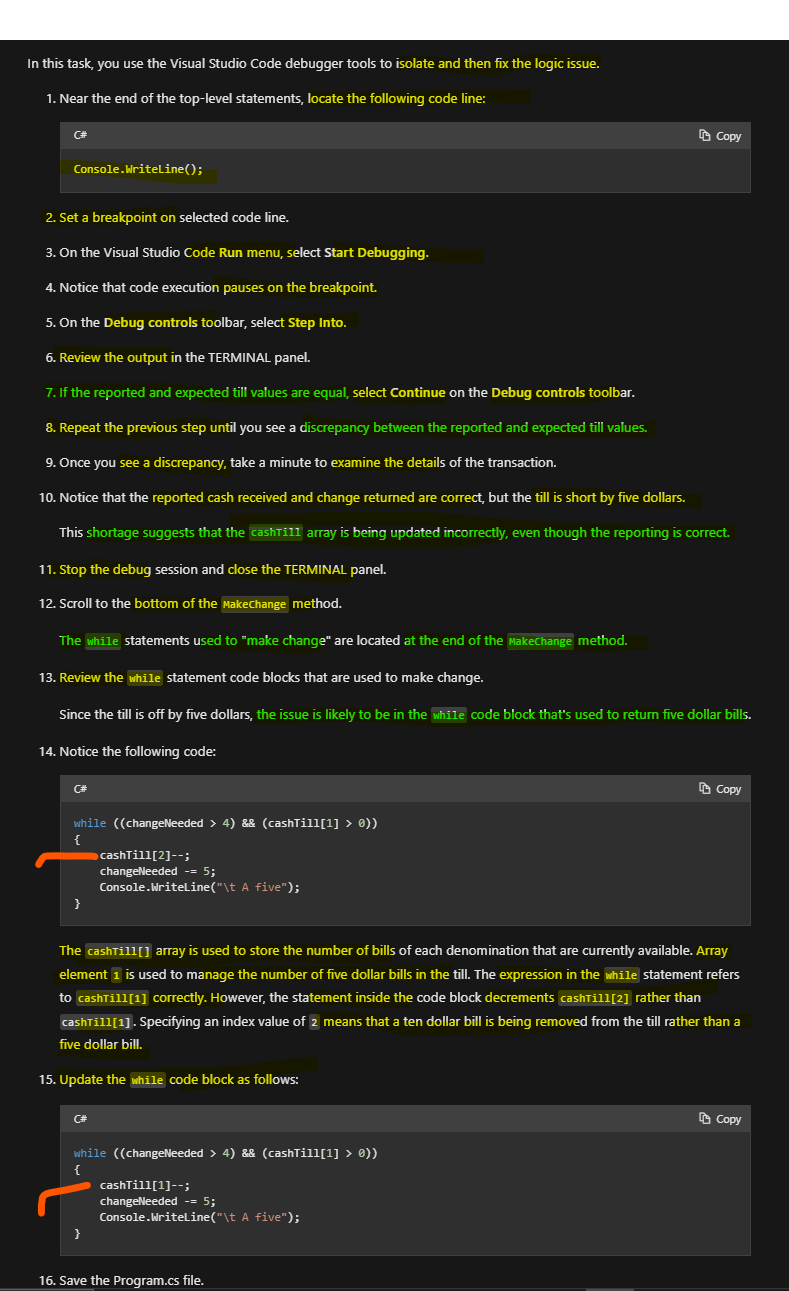 In this task, you use the Visual Studio Code debugger tools to isolate and then fix the logic issue.
1. Near the end of the top-level statements, locate the following code line:
C#
Copy
Console.WriteLine();
2. Set a breakpoint on selected code line.
3. On the Visual Studio Code Run menu, select Start Debugging.
4. Notice that code execution pauses on the breakpoint.
5. On the Debug controls toolbar, select Step Into.
6. Review the output in the TERMINAL panel.
7. If the reported and expected till values are equal, select Continue on the Debug controls toolbar.
8. Repeat the previous step until you see a discrepancy between the reported and expected till values.
9. Once you see a discrepancy, take a minute to examine the details of the transaction.
10. Notice that the reported cash received and change returned are correct, but the till is short by five dollars.
This shortage suggests that the cashTill array is being updated incorrectly, even though the reporting is correct.
11. Stop the debug session and close the TERMINAL panel.
12. Scroll to the bottom of the MakeChange method.
The while statements used to "make change" are located at the end of the MakeChange method.
13. Review the while statement code blocks that are used to make change.
Since the till is off by five dollars, the issue is likely to be in the while code block that's used to return five dollar bills.
14. Notice the following code:
C#
Copy
while ((changeNeeded > 4) && (cashTill[1] > 0))
{
cashTill[2]--;
changeNeeded -= 5;
Console.WriteLine("\t A five");
}
The cashTill[] array is used to store the number of bills of each denomination that are currently available. Array
element 1 is used to manage the number of five dollar bills in the till. The expression in the while statement refers
to cashTill[1] correctly. However, the statement inside the code block decrements cashTill[2] rather than
cashTill[1]. Specifying an index value of 2 means that a ten dollar bill is being removed from the till rather than a
five dollar bill.
15. Update the while code block as follows:
C#
Copy
while ((changeNeeded > 4) && (cashTill[1] > 0))
{
cashTill[1]--;
changeNeeded -= 5;
Console.WriteLine("\t A five");
}
16. Save the Program.cs file.